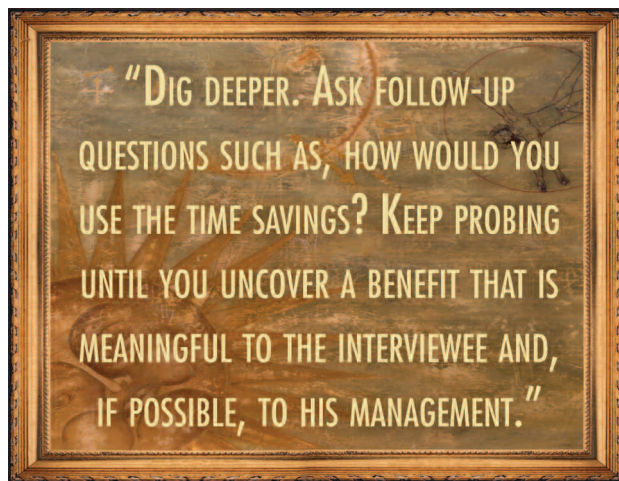 “DIG DEEPER. ASK FOLLOW-UP
QUESTIONS SUCH AS, HOW WOULD YOU
USE THE TIME SAVINGS? KEEP PROBING
UNTIL YOU UNCOVER A BENEFIT THAT IS
MEANINGFUL TO THE INTERVIEWEE AND,
IF POSSIBLE, TO HIS MANAGEMENT.”